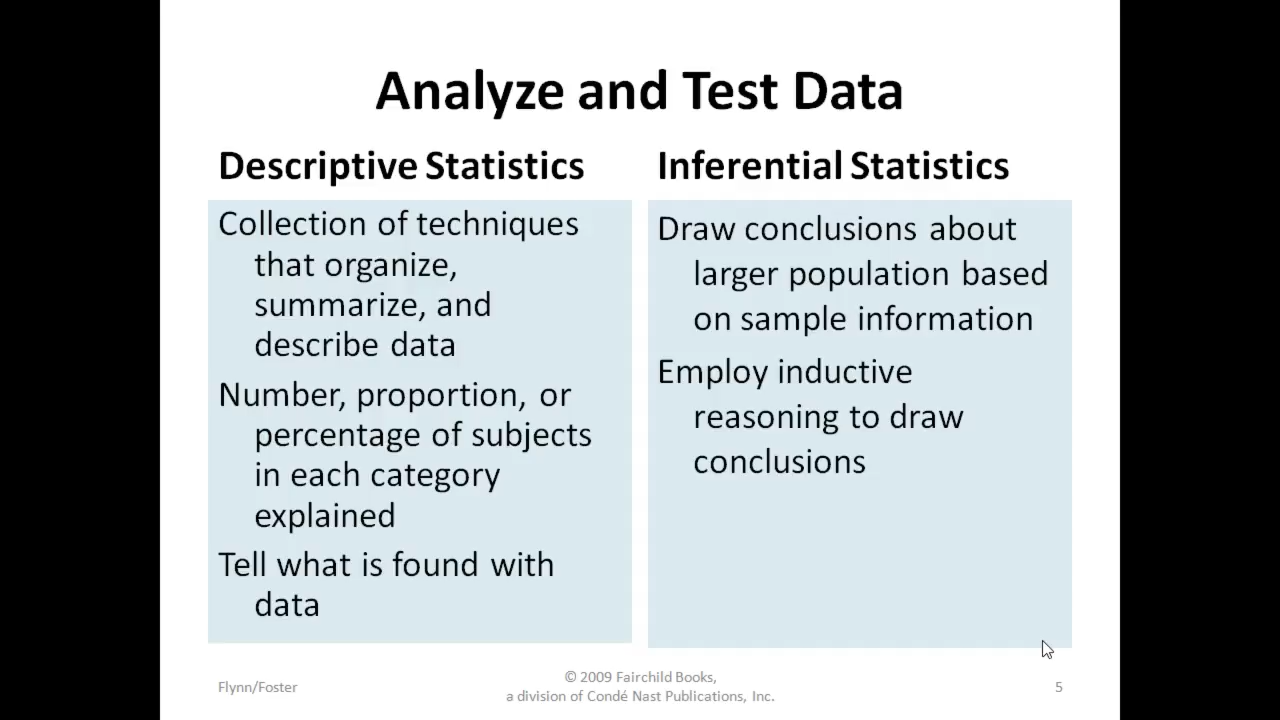 Analyze and Test Data
Descriptive Statistics
Collection of techniques
that organize,
summarize, and
describe data
Number, proportion, or
percentage of subjects
in each category
explained
Tell what is found with
data
Inferential Statistics
Draw conclusions about
larger population based
on sample information
Employ inductive
reasoning to draw
conclusions
Flynn/Foster
© 2009 Fairchild Books,
a division of Condé Nast Publications, Inc.
5